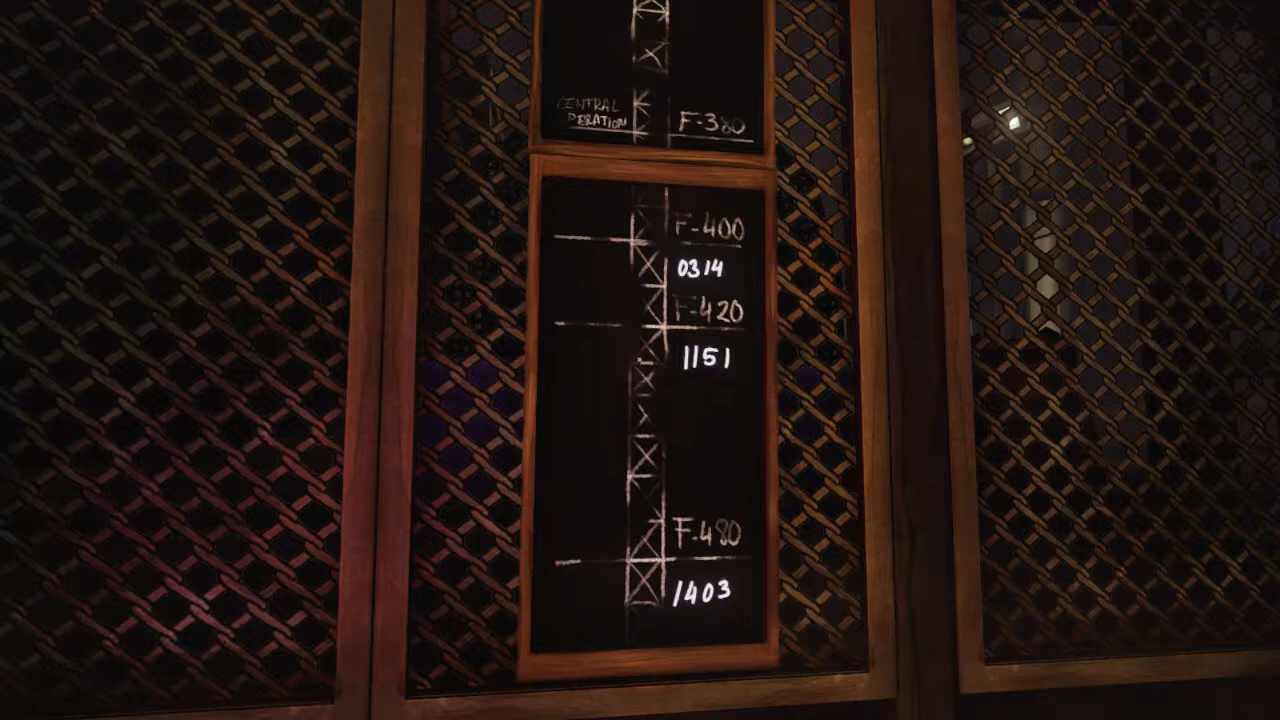 CENTRAL
PERATION
F-380
F-400
0314
F-420
1151
F-480
1403